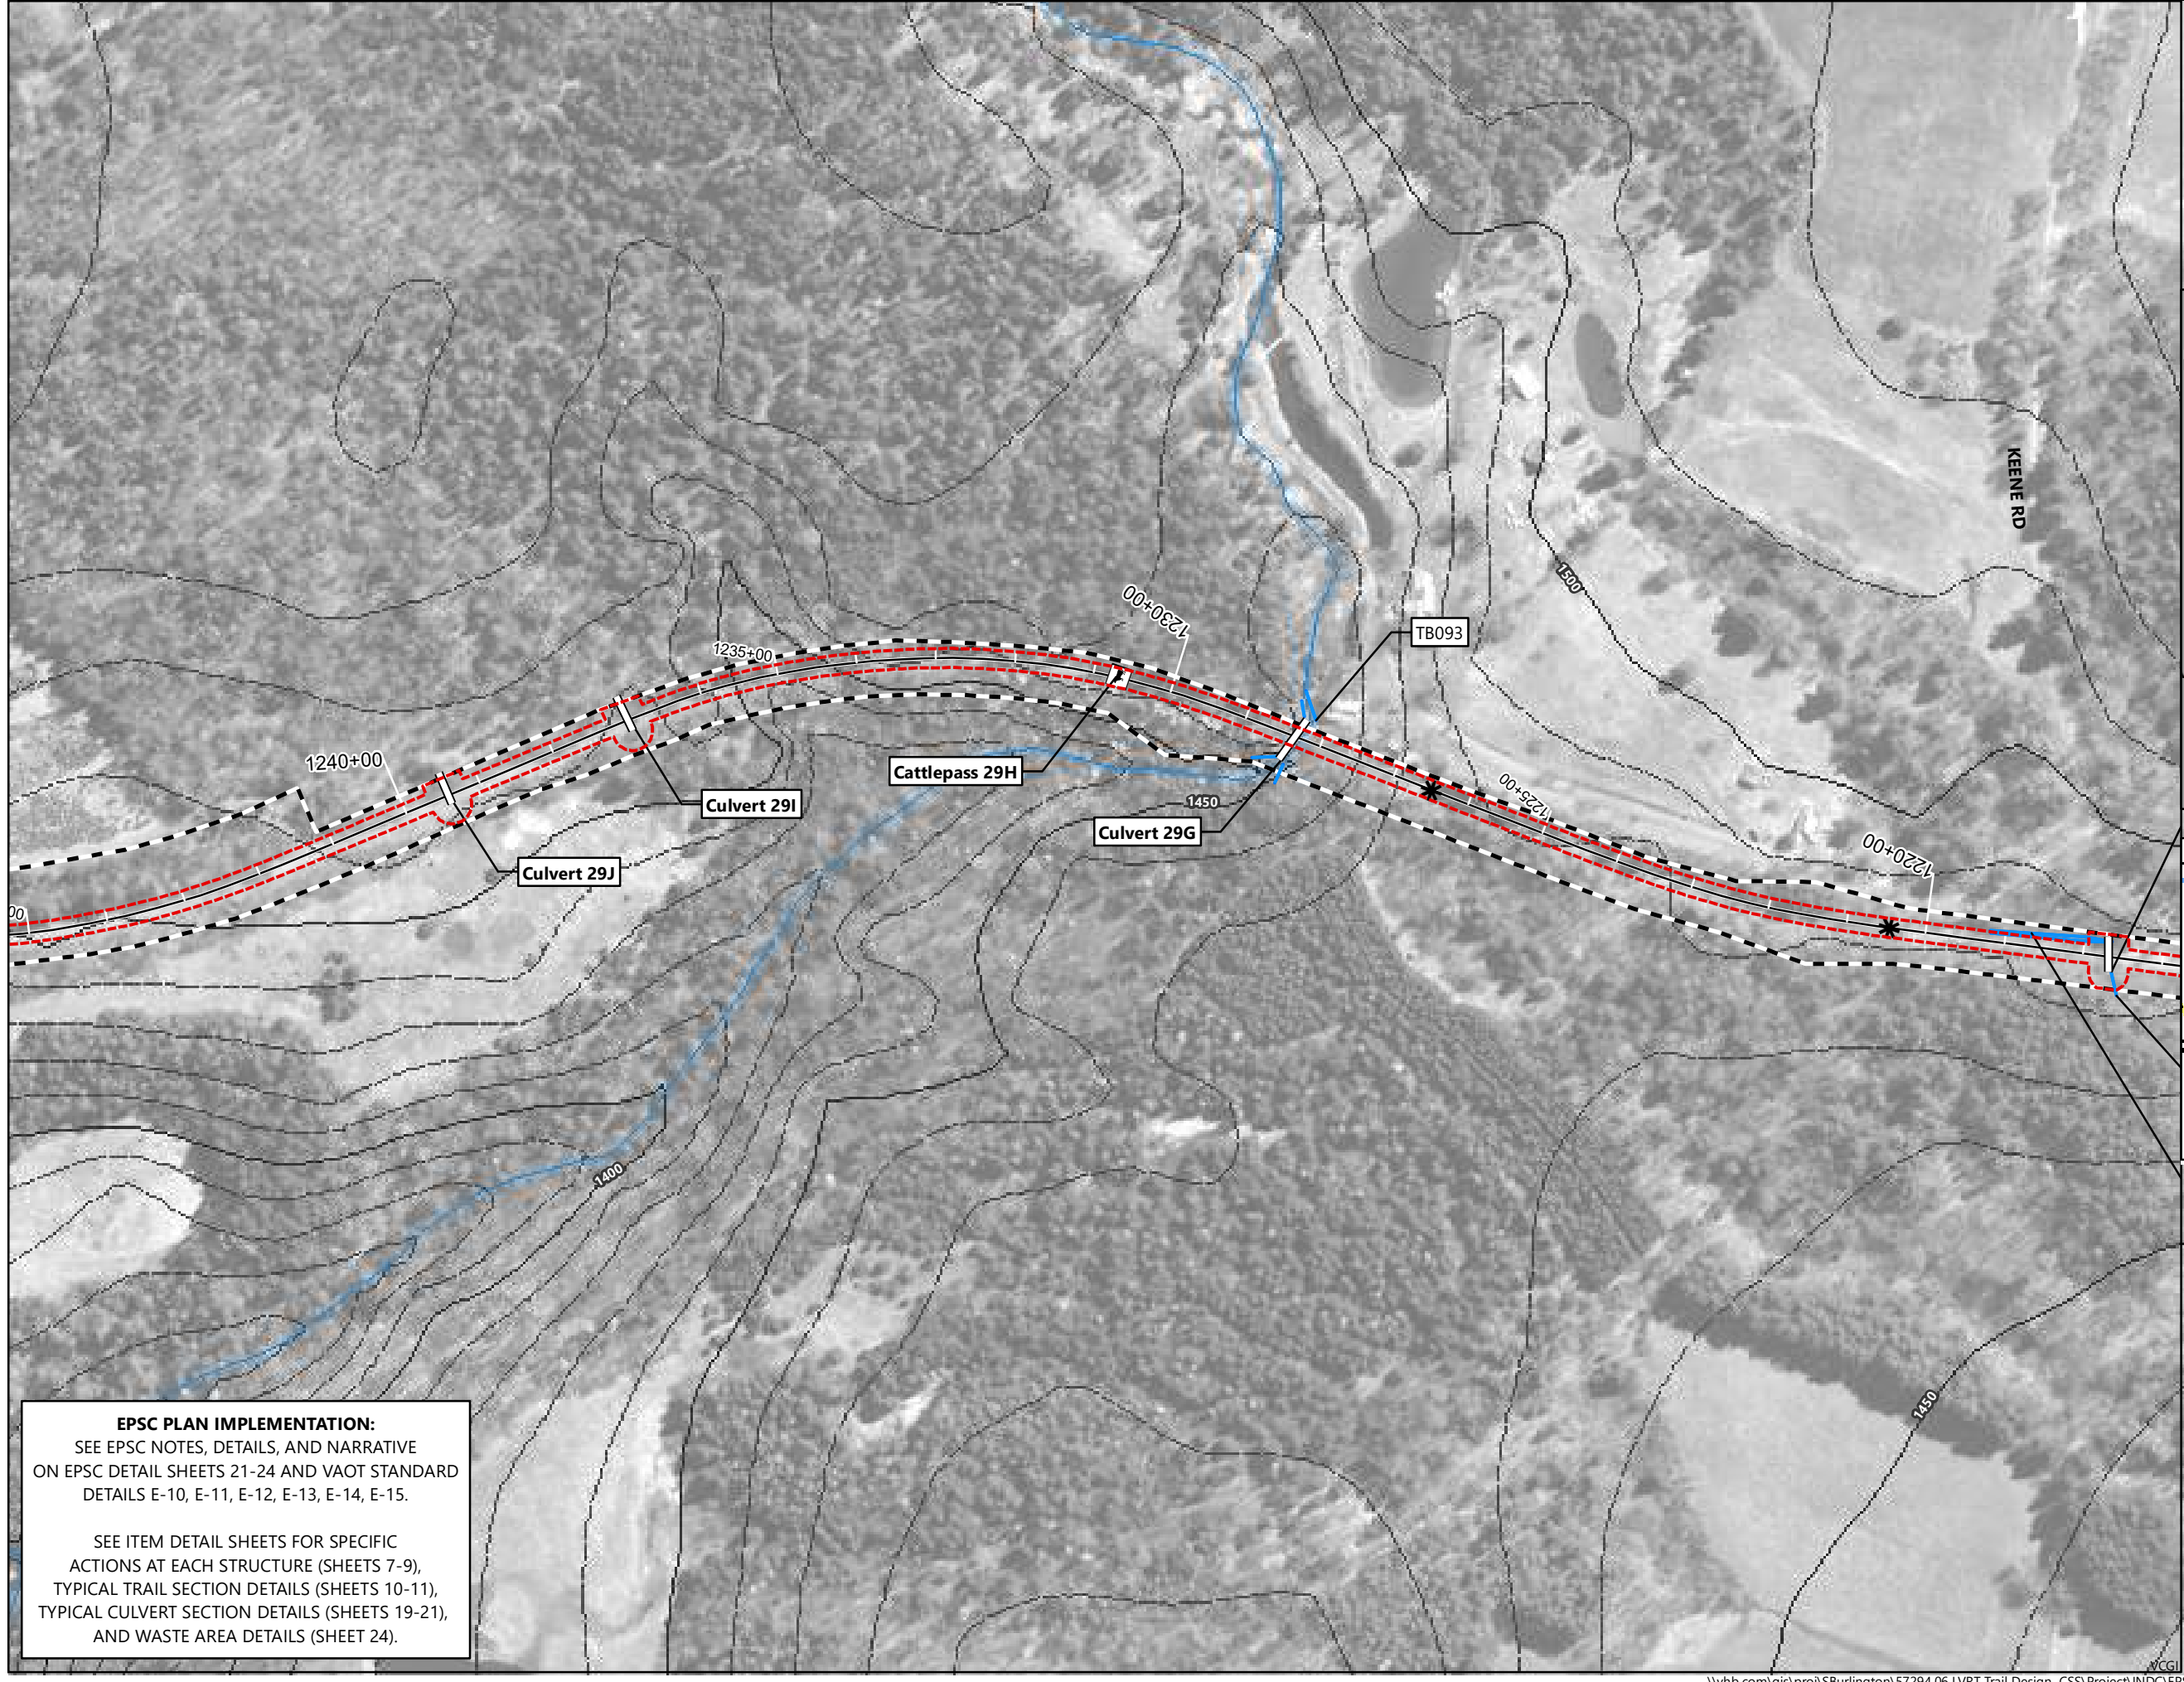 KEENE RD
1500
1230+00
TB093
1235+00
1240+00
Cattlepass 29H
1450
1225+00
Culvert 29I
Culvert 29G
1220+00
Culvert 29J
00
1400
1450
EPSC PLAN IMPLEMENTATION:
SEE EPSC NOTES, DETAILS, AND NARRATIVE
ON EPSC DETAIL SHEETS 21-24 AND VAOT STANDARD
DETAILS E-10, E-11, E-12, E-13, E-14, E-15.
SEE ITEM DETAIL SHEETS FOR SPECIFIC
ACTIONS AT EACH STRUCTURE (SHEETS 7-9),
TYPICAL TRAIL SECTION DETAILS (SHEETS 10-11),
TYPICAL CULVERT SECTION DETAILS (SHEETS 19-21),
AND WASTE AREA DETAILS (SHEET 24).
VCGI